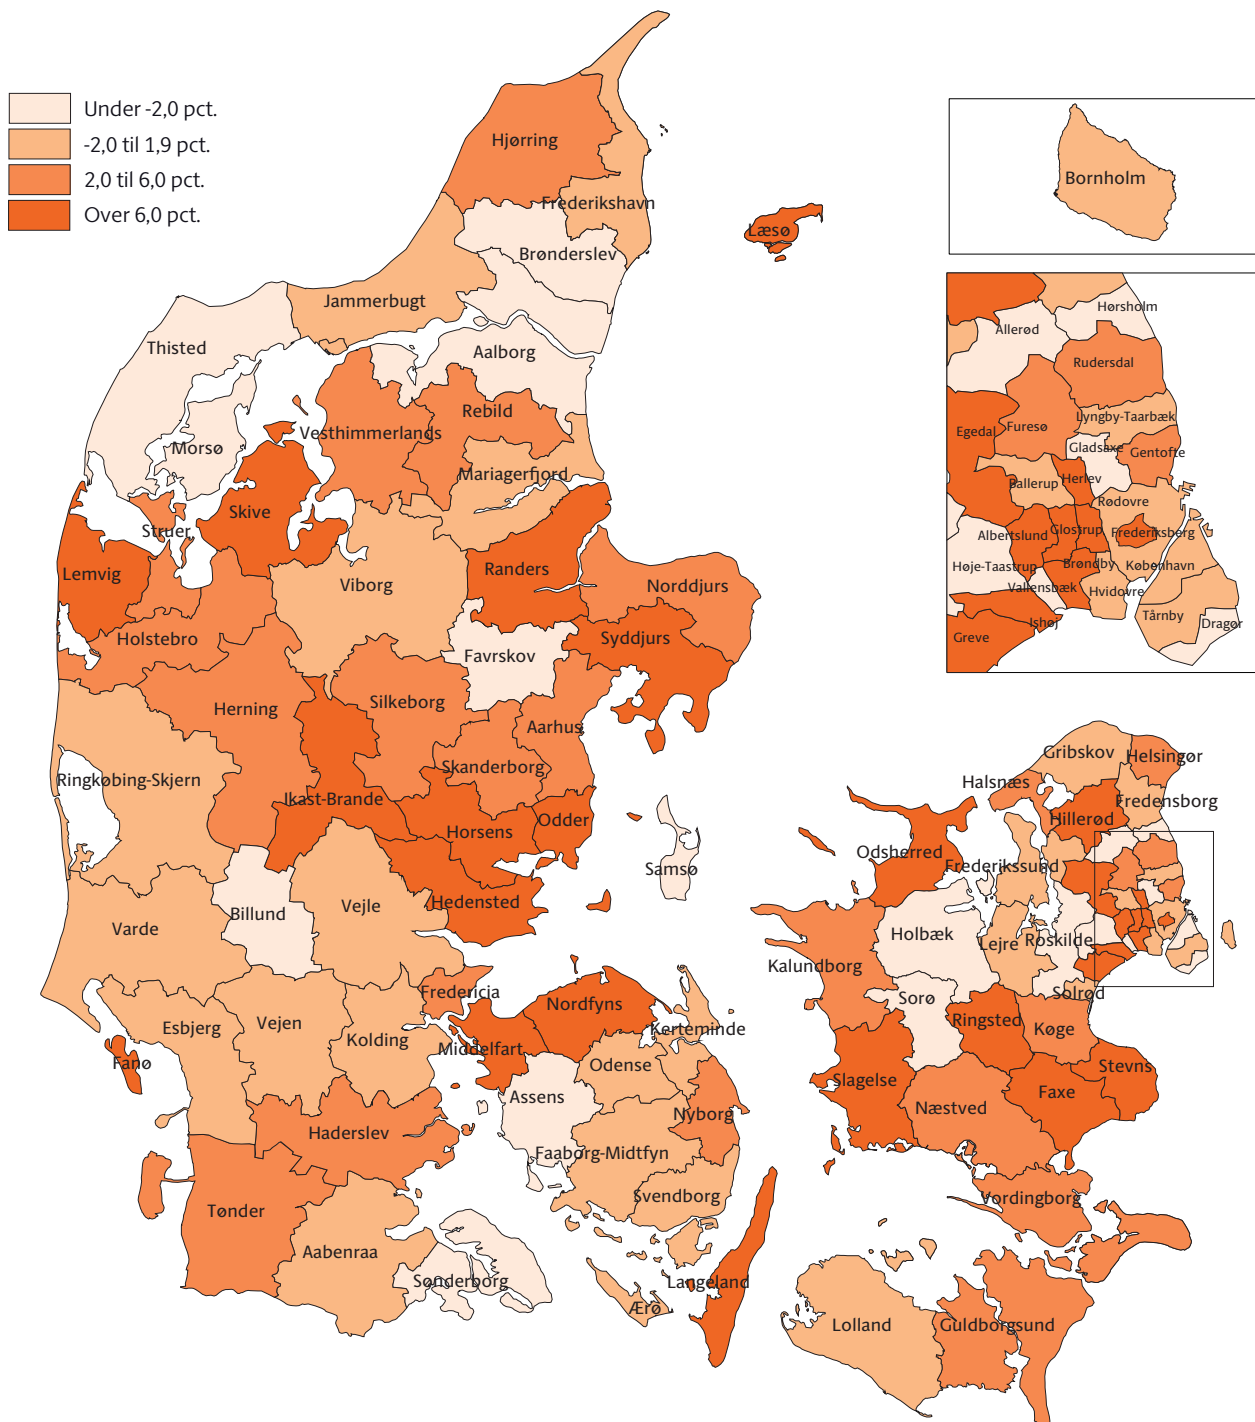 Under -2,0 pct.
-2,0 til 1,9 pct.
2,0 til 6,0 pct.
Over 6,0 pct.
Hjørring
Frederikshavn
Læsø
Brønderslev
Jammerbugt
Thisted
Aalborg
Rebild
Vesthimmerlands
Morsø
Mariagerfjord
Skive
Struer
Lemvig
Randers
Viborg
Norddjurs
Holstebro
Syddjurs
Favrskov
Silkeborg
Herning
Aarhus
Skanderborg
Ringkøbing-Skjern
Ikast-Brande
Horsens
Odder
Samsø
Hedensted
Vejle
Billund
Varde
Fredericia
Nordfyns
Esbjerg
Vejen
Kolding
Kerteminde
Middelfart
Odense
Fanø
Assens
Nyborg
Haderslev
Faaborg-Midtfyn
Svendborg
Tønder
Aabenraa
Sønderborg
Langeland
Ærø
Bornholm
Hørsholm
Allerød
Rudersdal
Lyngby-Taarbæk
Egedal
Furesø
Gladsaxe
Gentofte
Ballerup
Herlev
Rødovre
Albertslund
Glostrup
Frederiksberg
Høje-Taastrup
Brøndby
København
Vallensbæk
Hvidovre
Tårnby
Ishøj
Dragør
Greve
Gribskov
Helsingør
Halsnæs
Fredensborg
Hillerød
Odsherred
Frederikssund
Holbæk
Lejre
Roskilde
Kalundborg
Solrød
Sorø
Ringsted
Køge
Stevns
Slagelse
Faxe
Næstved
Vordingborg
Lolland
Guldborgsund